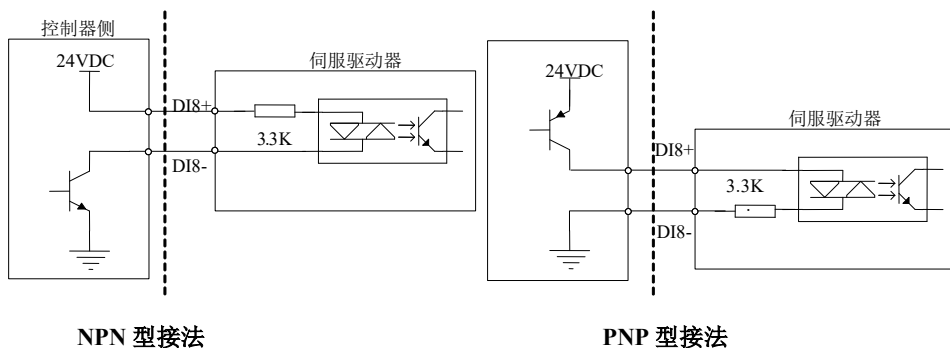 控制器侧
24VDC
伺服驱动器
DI8+
3.3K
DI8-
NPN 型接法
24VDC
伺服驱动器
DI8+
3.3K
DI8-
PNP 型接法